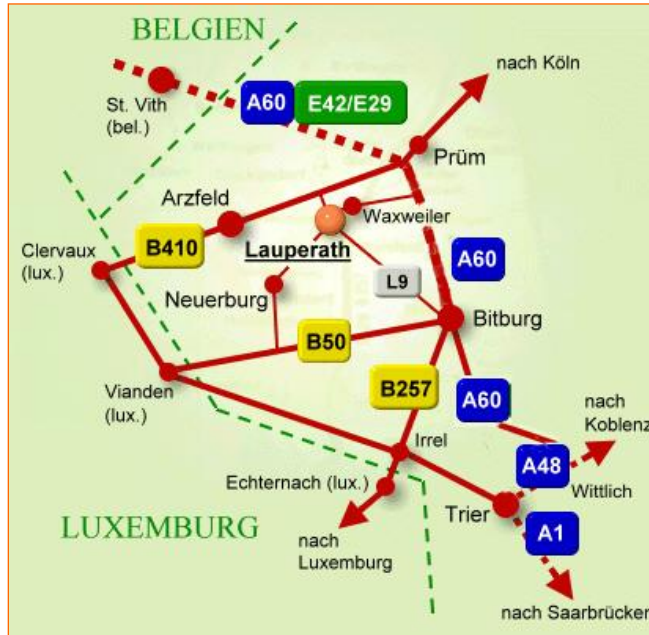 BELGIEN
nach Köln
St. Vith
(bel.)
A60
E42/E29
Prüm
Arzfeld
Waxweiler
Clervaux
(lux.)
B410
Lauperath
A60
L9
Neuerburg
Bitburg
B50
Vianden
(lux.)
B257
A60
nach
Koblenz
Irrel
A48
Echternach (lux.)
Wittlich
LUXEMBURG
Trier
A1
nach
Luxemburg
nach Saarbrücken